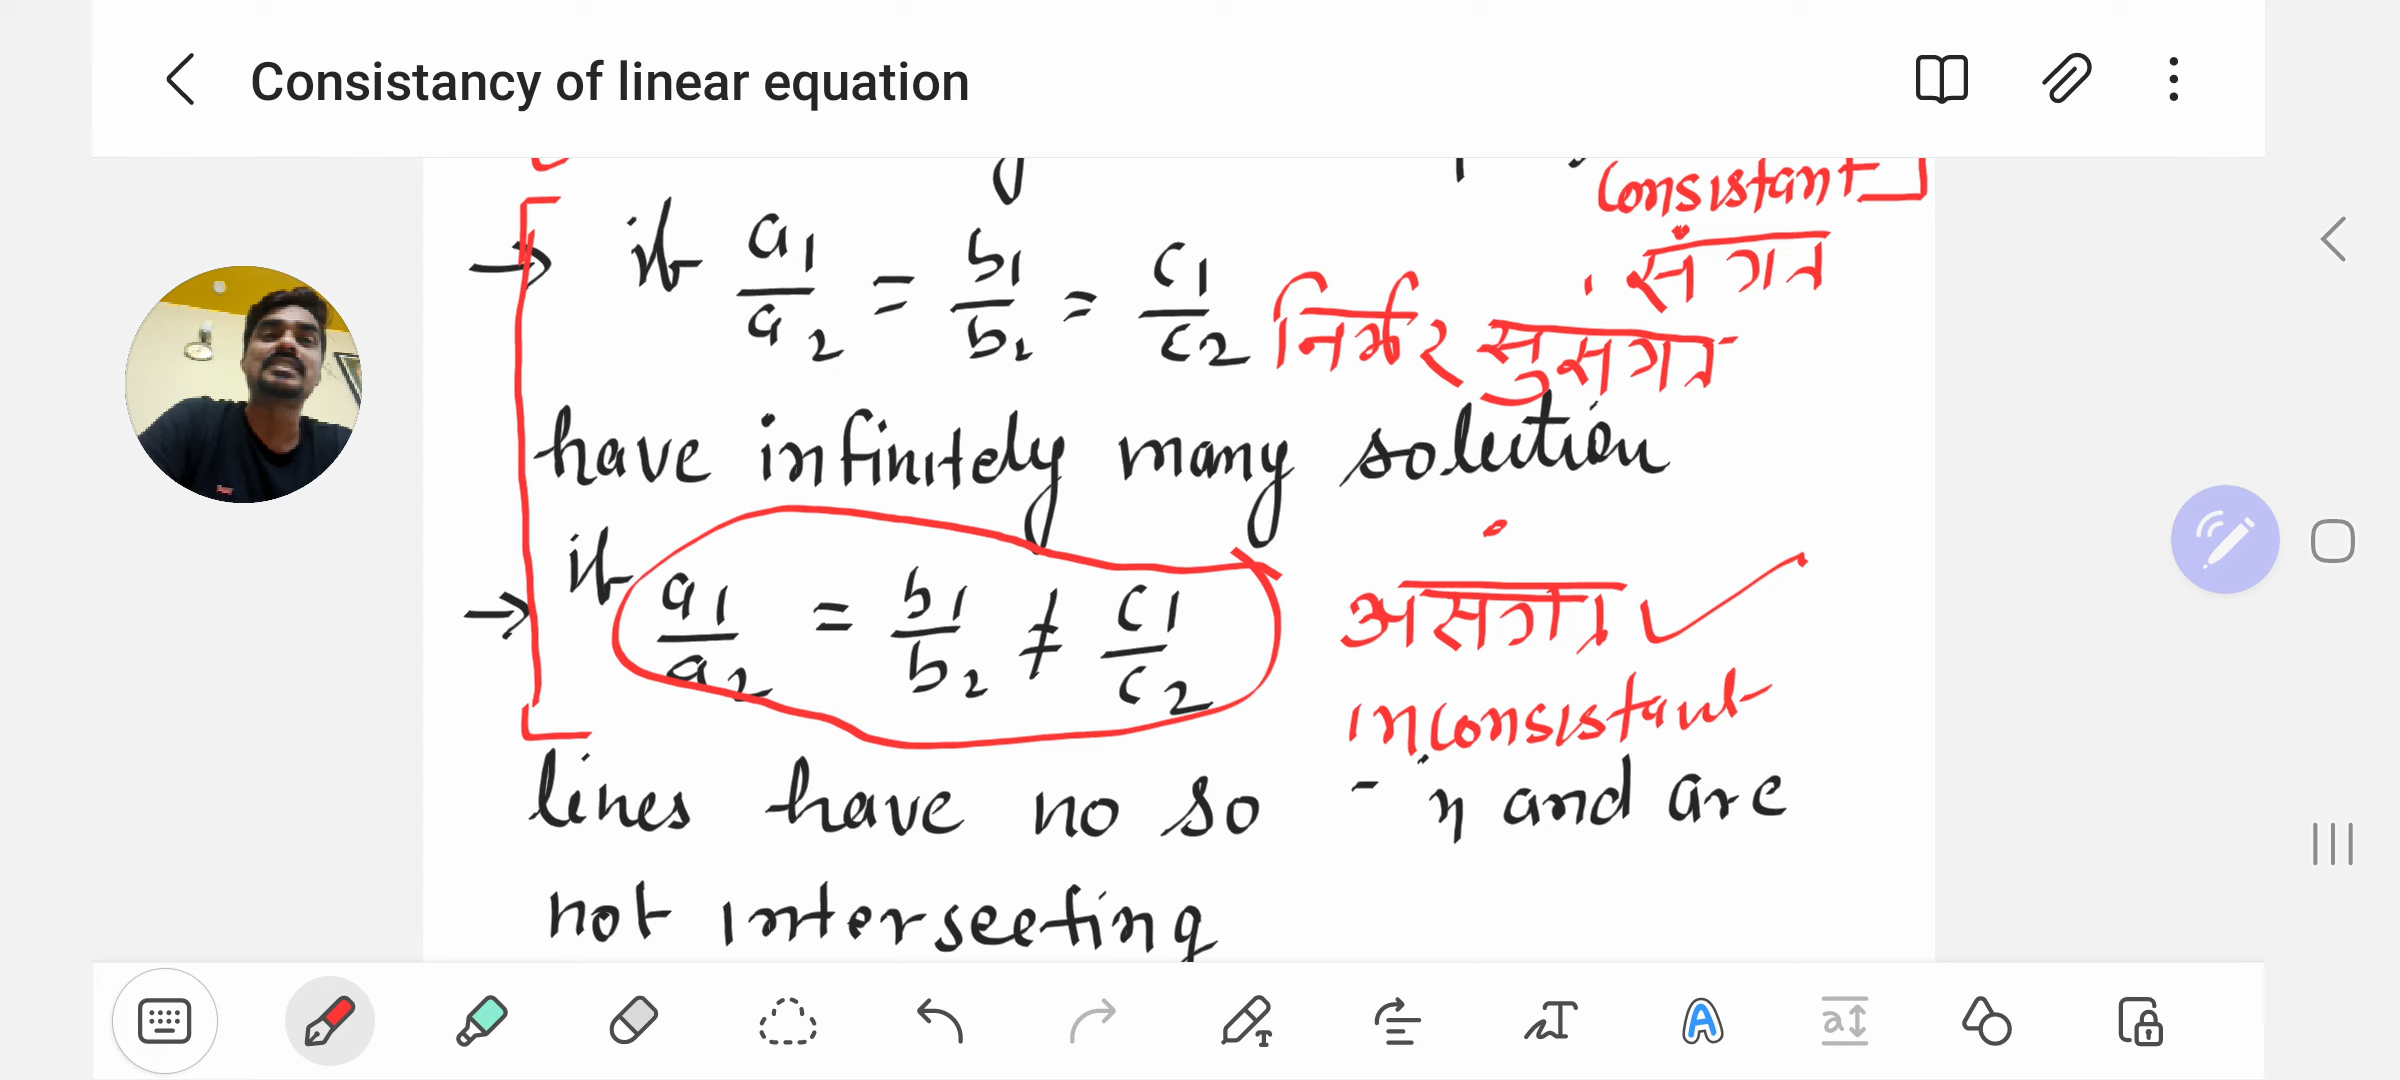 Consistancy of linear equation
Consistant
संगत
→ if a1/a2 = b1/b2 = c1/c2 निर्भर सुसंगत
have infinitely many solution
→ if a1/a2 = b1/b2 ≠ c1/c2 असंगत ✓
inconsistant
lines have no so n and are
not interseeting